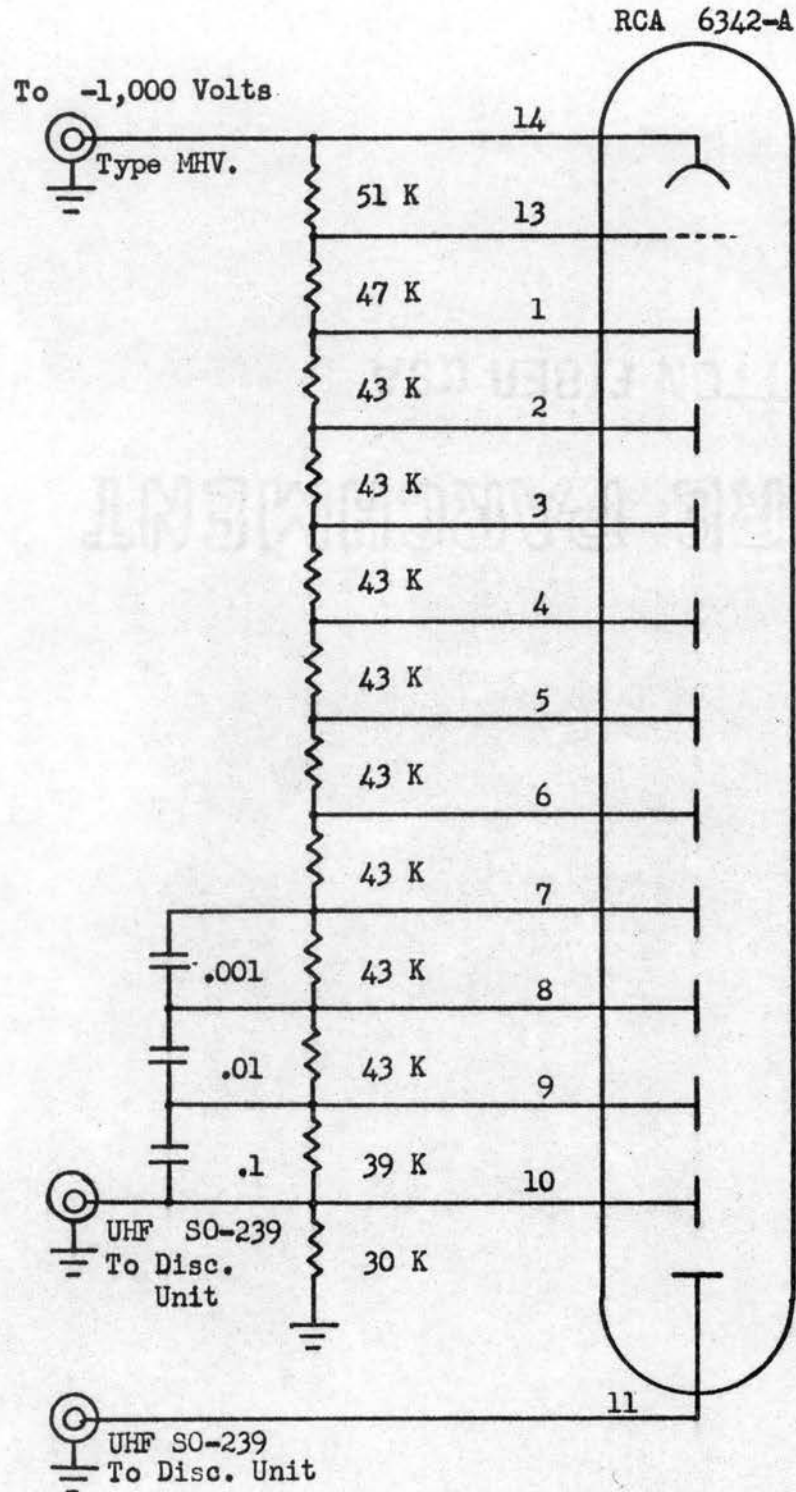 RCA 6342-A
To -1,000 Volts
Type MHV.
14
51 K
13
47 K
1
43 K
2
43 K
3
43 K
4
43 K
5
43 K
6
43 K
7
.001
43 K
8
.01
43 K
9
.1
39 K
10
UHF SO-239
To Disc.
Unit
30 K
11
UHF SO-239
To Disc. Unit